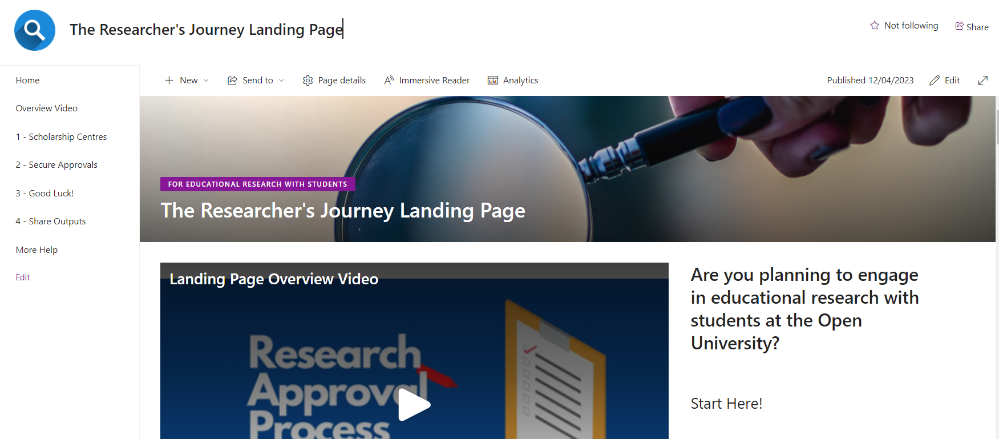 The Researcher's Journey Landing Page
Not following
Share
Home
Overview Video
1 - Scholarship Centres
2 - Secure Approvals
3 - Good Luck!
4 - Share Outputs
More Help
Edit
New
Send to
Page details
Immersive Reader
Analytics
Published 12/04/2023
Edit
FOR EDUCATIONAL RESEARCH WITH STUDENTS
The Researcher's Journey Landing Page
Landing Page Overview Video
Research
Approval
Process
Are you planning to engage
in educational research with
students at the Open
University?
Start Here!